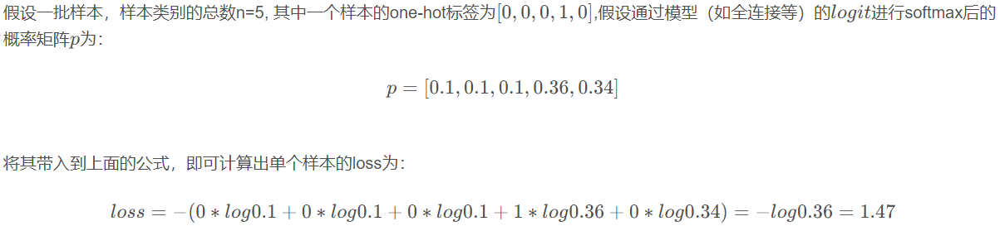 假设一批样本，样本类别的总数n=5, 其中一个样本的one-hot标签为[0, 0, 0, 1, 0],假设通过模型（如全连接等）的logit进行softmax后的
概率矩阵p为：
p = [0.1, 0.1, 0.1, 0.36, 0.34]
将其带入到上面的公式，即可计算出单个样本的loss为：
loss = −(0 ∗ log0.1 + 0 ∗ log0.1 + 0 ∗ log0.1 + 1 ∗ log0.36 + 0 ∗ log0.34) = −log0.36 = 1.47